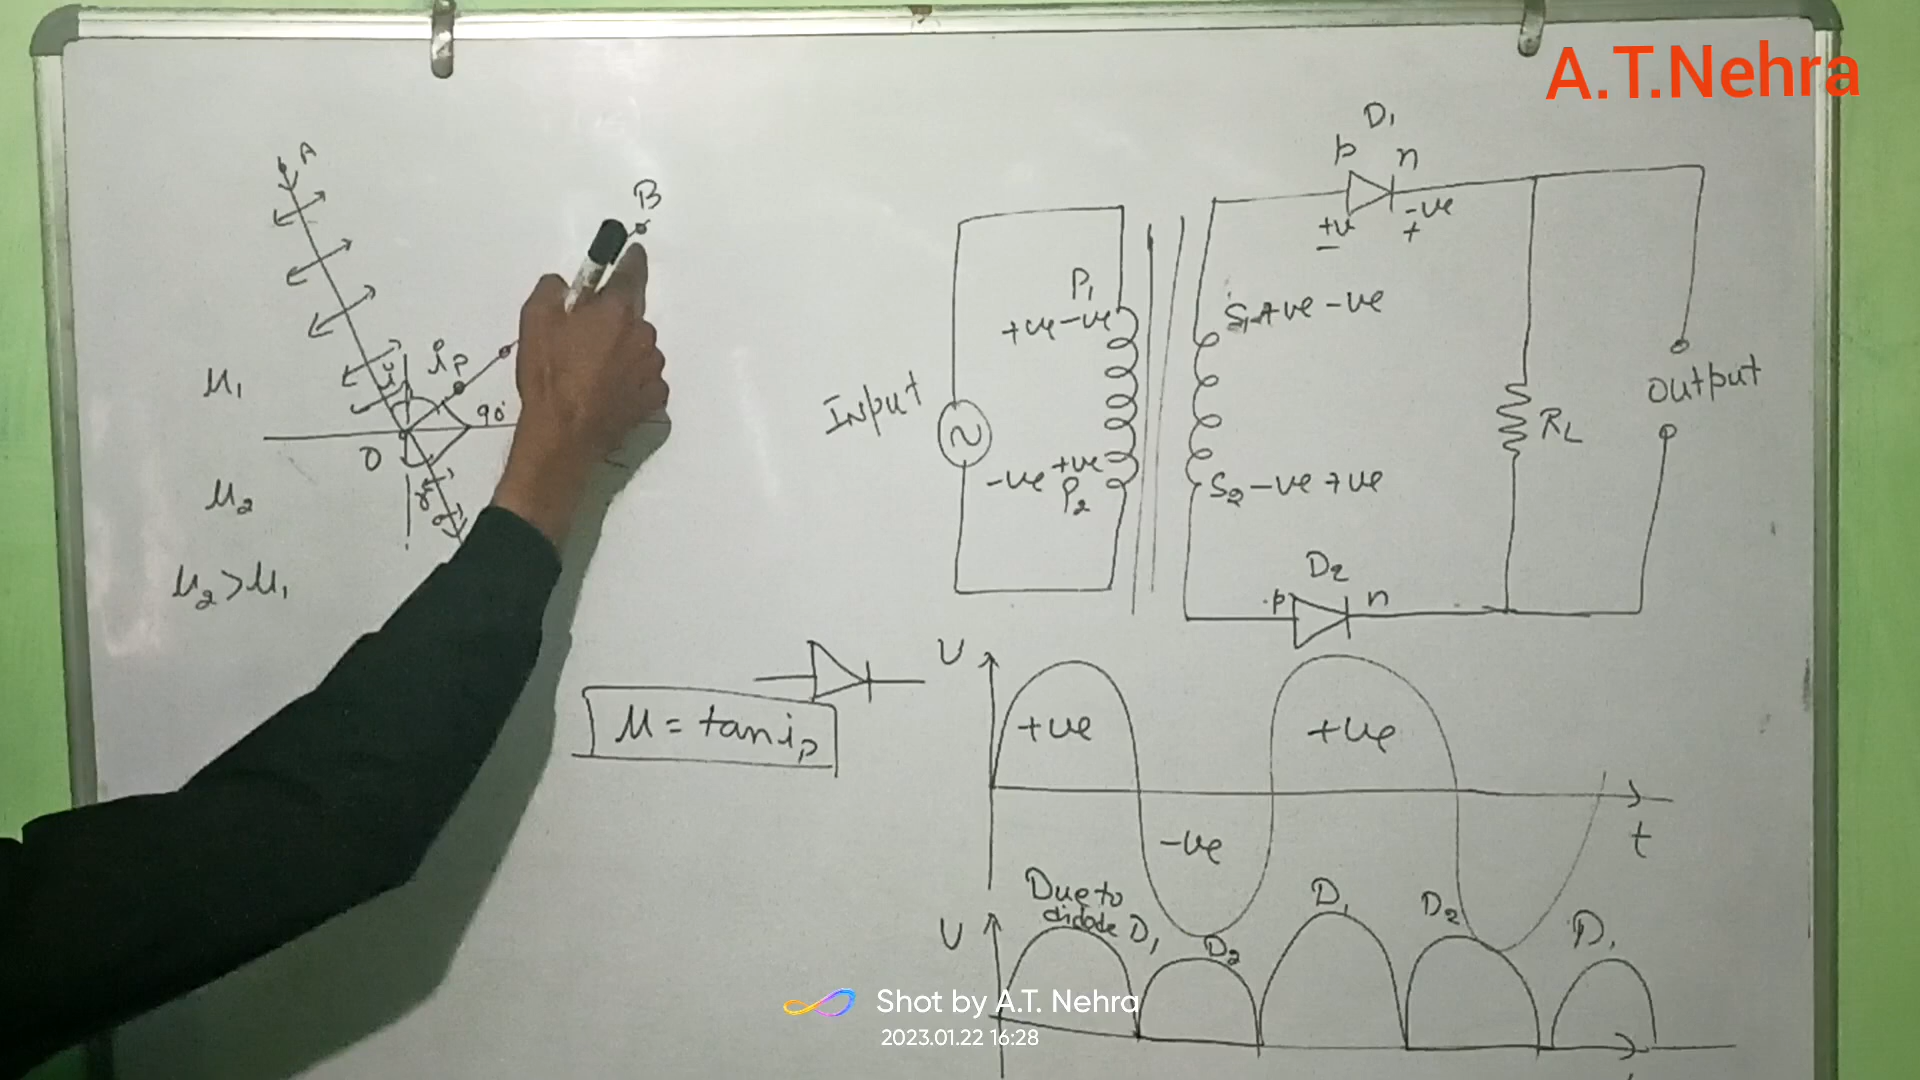 A.T.Nehra
A
B
μ₁
i
iₚ
90°
O
μ₂
r
μ₂ > μ₁
μ = tan iₚ
D₁
p n
+ve -ve
- +
P₁
+ve -ve
S₁ +ve -ve
Input
Output
R_L
-ve +ve
P₂
S₂ -ve +ve
D₂
p n
V
+ve
+ve
-ve
t
Due to
didode D₁
D₂
D₁
D₂
D₁
V
Shot by A.T. Nehra
2023.01.22 16:28